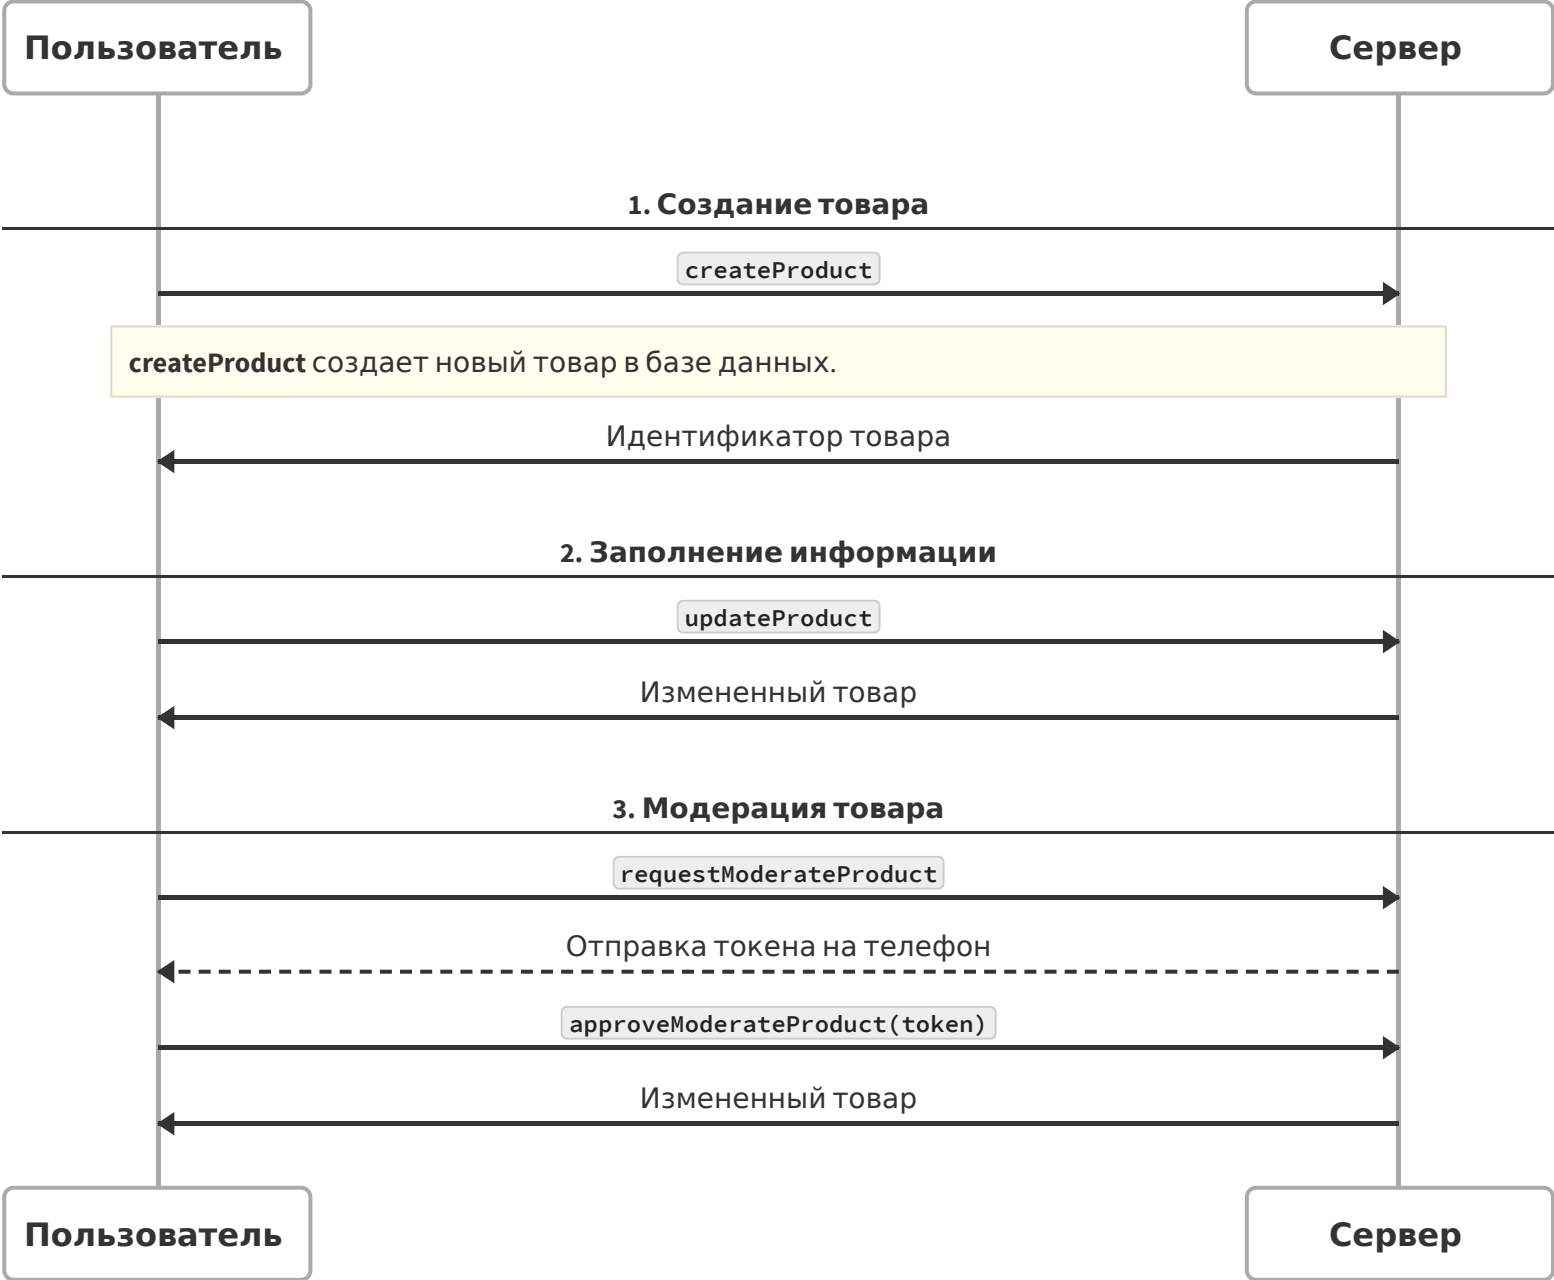 Пользователь
Сервер
1. Создание товара
createProduct
createProduct создает новый товар в базе данных.
Идентификатор товара
2. Заполнение информации
updateProduct
Измененный товар
3. Модерация товара
requestModerateProduct
Отправка токена на телефон
approveModerateProduct(token)
Измененный товар
Пользователь
Сервер